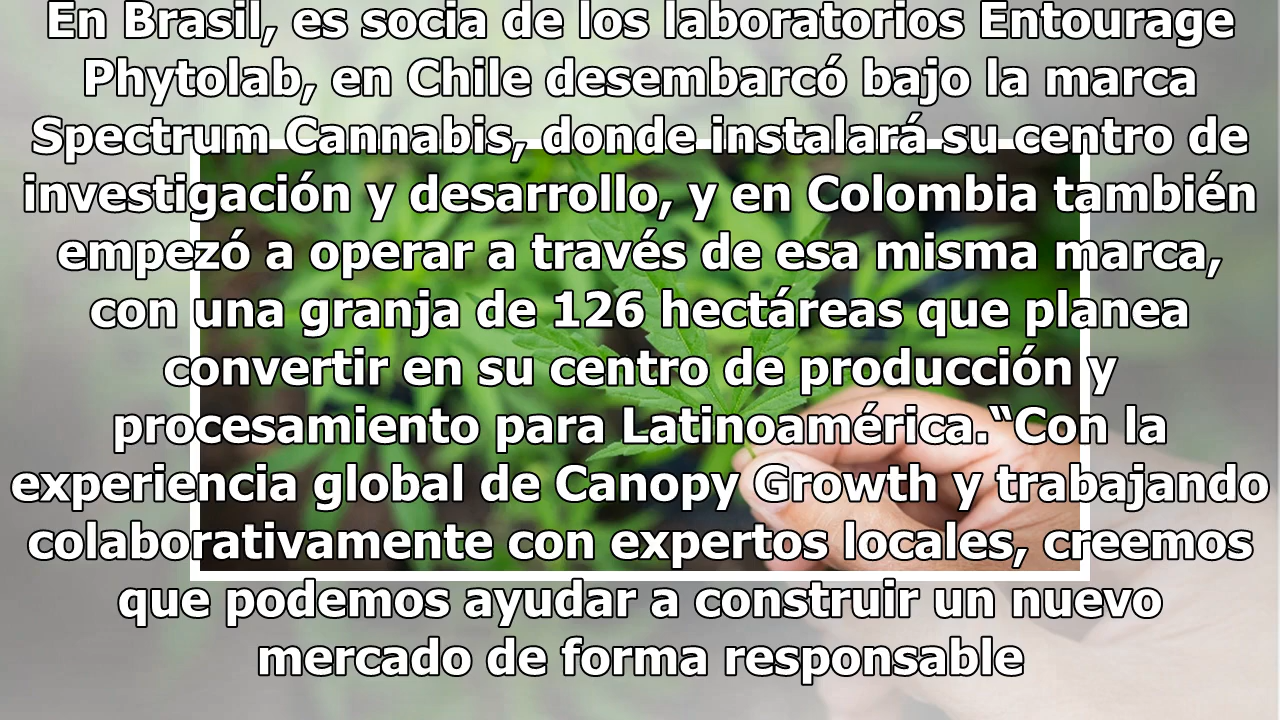 En Brasil, es socia de los laboratorios Entourage
Phytolab, en Chile desembarcó bajo la marca
Spectrum Cannabis, donde instalará su centro de
investigación y desarrollo, y en Colombia también
empezó a operar a través de esa misma marca,
con una granja de 126 hectáreas que planea
convertir en su centro de producción y
procesamiento para Latinoamérica.“Con la
experiencia global de Canopy Growth y trabajando
colaborativamente con expertos locales, creemos
que podemos ayudar a construir un nuevo
mercado de forma responsable